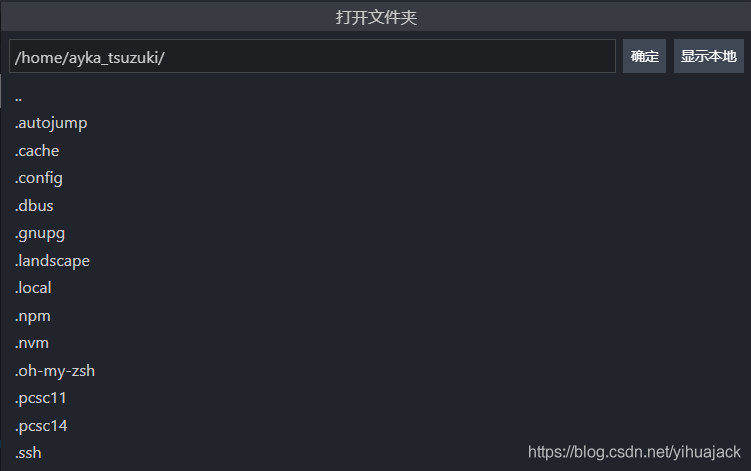 打开文件夹
/home/ayka_tsuzuki/ 确定 显示本地
..
.autojump
.cache
.config
.dbus
.gnupg
.landscape
.local
.npm
.nvm
.oh-my-zsh
.pcsc11
.pcsc14
.ssh
https://blog.csdn.net/yihuajack